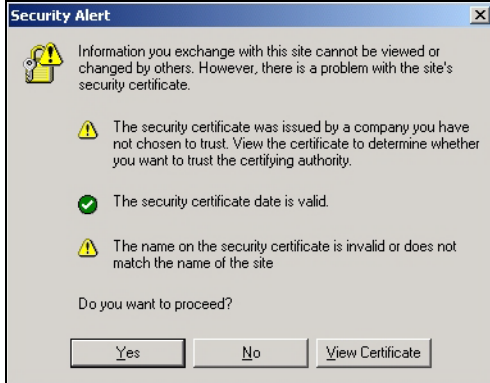 Security Alert
Information you exchange with this site cannot be viewed or
changed by others. However, there is a problem with the site's
security certificate.
The security certificate was issued by a company you have
not chosen to trust. View the certificate to determine whether
you want to trust the certifying authority.
The security certificate date is valid.
The name on the security certificate is invalid or does not
match the name of the site
Do you want to proceed?
Yes
No
View Certificate